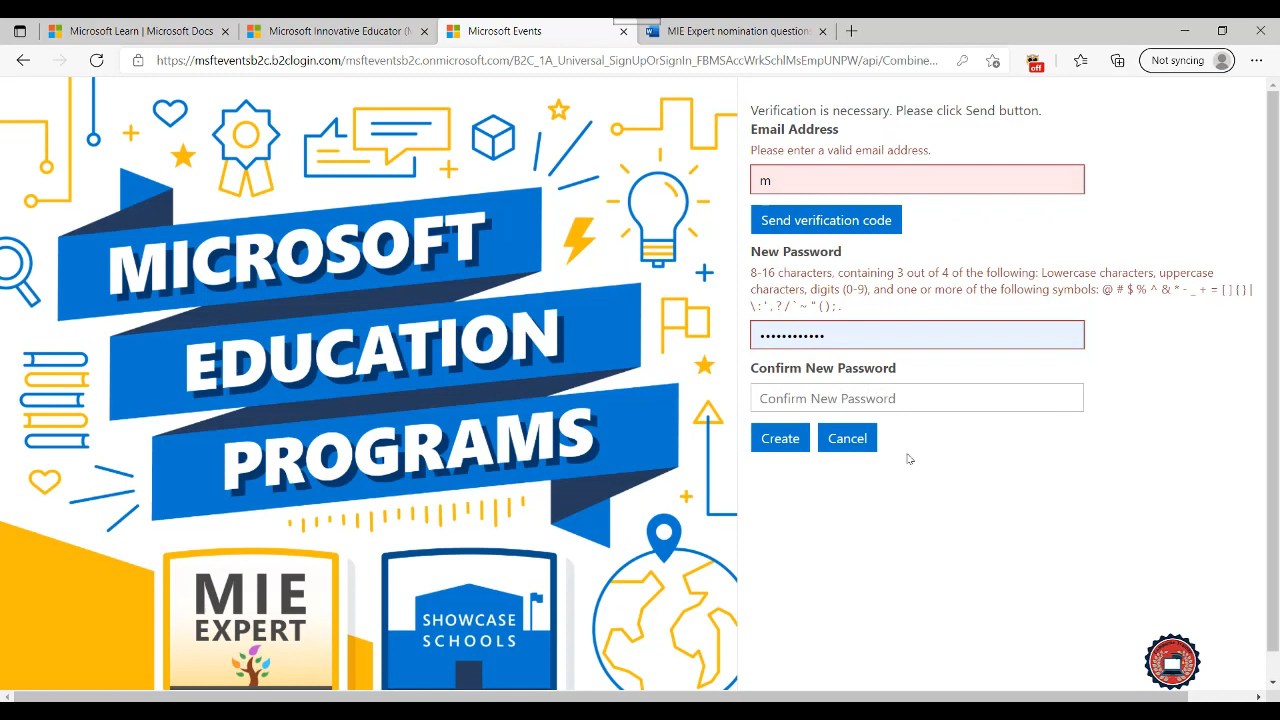 Microsoft Learn | Microsoft Docs
Microsoft Innovative Educator (M
Microsoft Events
MIE Expert nomination question
https://msfteventsb2c.b2clogin.com/msfteventsb2c.onmicrosoft.com/B2C_1A_Universal_SignUpOrSignIn_FBMSAccWrkSchlMsEmpUNPW/api/Combine...
off
Not syncing
MICROSOFT
EDUCATION
PROGRAMS
MIE
EXPERT
SHOWCASE
SCHOOLS
Verification is necessary. Please click Send button.
Email Address
Please enter a valid email address.
m
Send verification code
New Password
8-16 characters, containing 3 out of 4 of the following: Lowercase characters, uppercase
characters, digits (0-9), and one or more of the following symbols: @ # $ % ^ & * - _ + = [ ] { } |
\ : ' , ? / ` ~ " ( ) ; .
••••••••••••
Confirm New Password
Confirm New Password
Create
Cancel